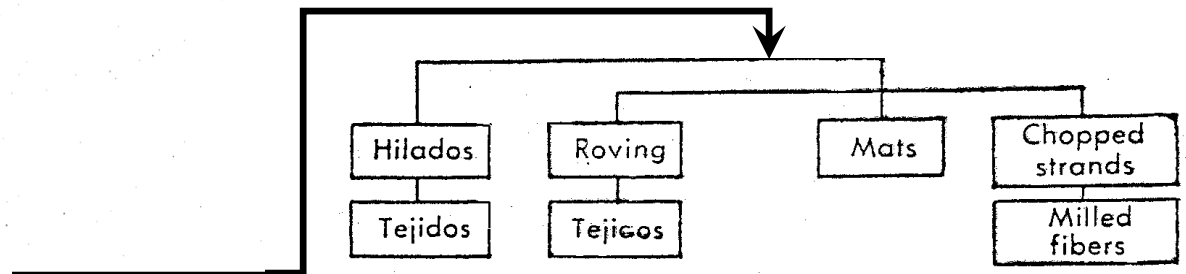 Hilados
Roving
Mats
Chopped
strands
Tejidos
Tejicos
Milled
fibers